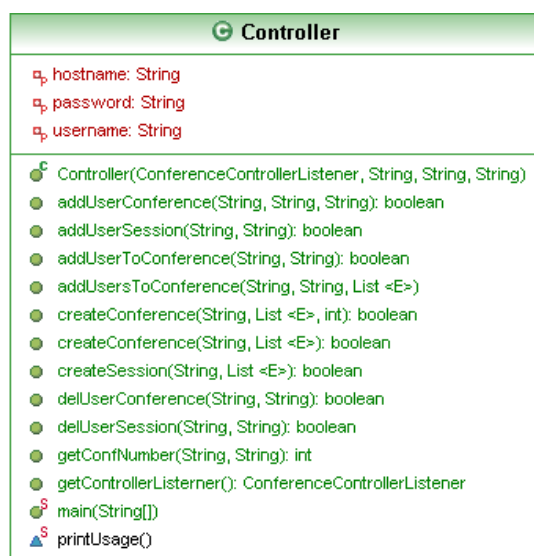 C Controller
P hostname: String
P password: String
P username: String
C Controller(ConferenceControllerListener, String, String, String)
addUserConference(String, String, String): boolean
addUserSession(String, String): boolean
addUserToConference(String, String): boolean
addUsersToConference(String, String, List <E>)
createConference(String, List <E>, int): boolean
createConference(String, List <E>): boolean
createSession(String, List <E>): boolean
delUserConference(String, String): boolean
delUserSession(String, String): boolean
getConfNumber(String, String): int
getControllerListerner(): ConferenceControllerListener
S main(String[])
S printUsage()